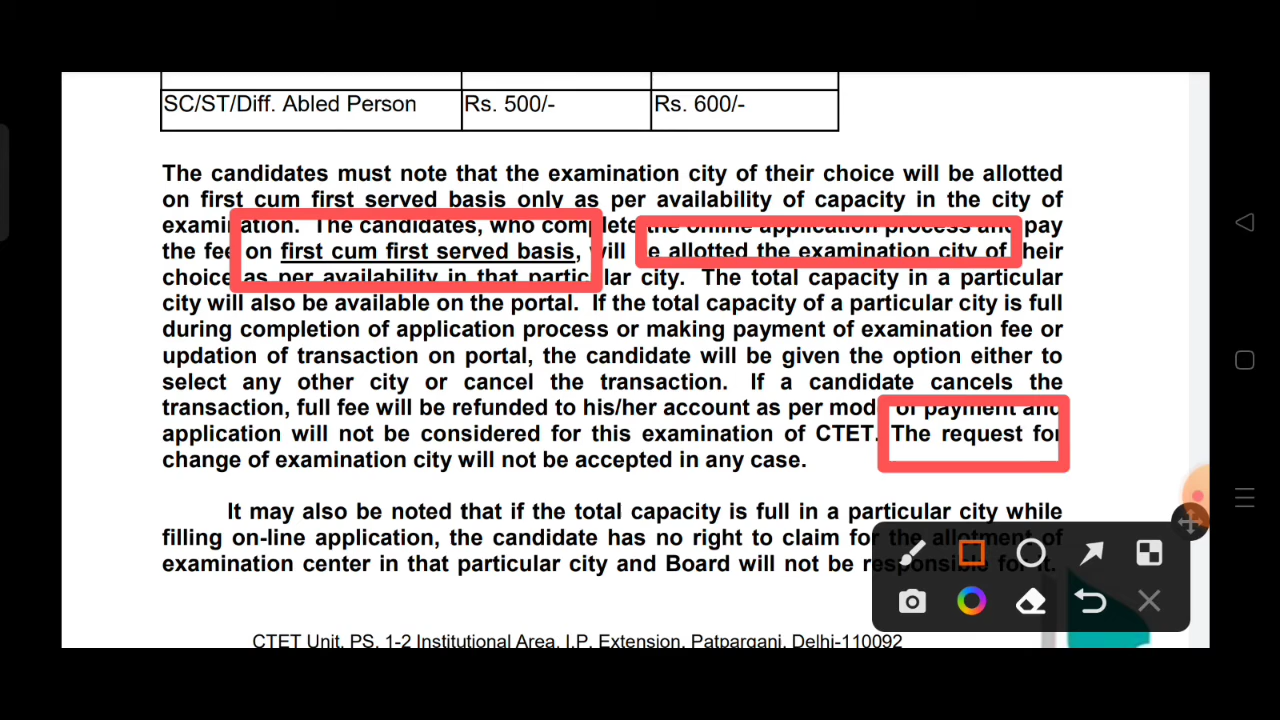 SC/ST/Diff. Abled Person Rs. 500/- Rs. 600/-
The candidates must note that the examination city of their choice will be allotted
on first cum first served basis only as per availability of capacity in the city of
examination. The candidates, who complete the online application process and pay
the fee on first cum first served basis, will be allotted the examination city of their
choice as per availability in that particular city. The total capacity in a particular
city will also be available on the portal. If the total capacity of a particular city is full
during completion of application process or making payment of examination fee or
updation of transaction on portal, the candidate will be given the option either to
select any other city or cancel the transaction. If a candidate cancels the
transaction, full fee will be refunded to his/her account as per mode of payment and
application will not be considered for this examination of CTET. The request for
change of examination city will not be accepted in any case.
It may also be noted that if the total capacity is full in a particular city while
filling on-line application, the candidate has no right to claim for the allotment of
examination center in that particular city and Board will not be responsible for it.
CTET Unit, PS, 1-2 Institutional Area, I.P. Extension, Patparganj, Delhi-110092